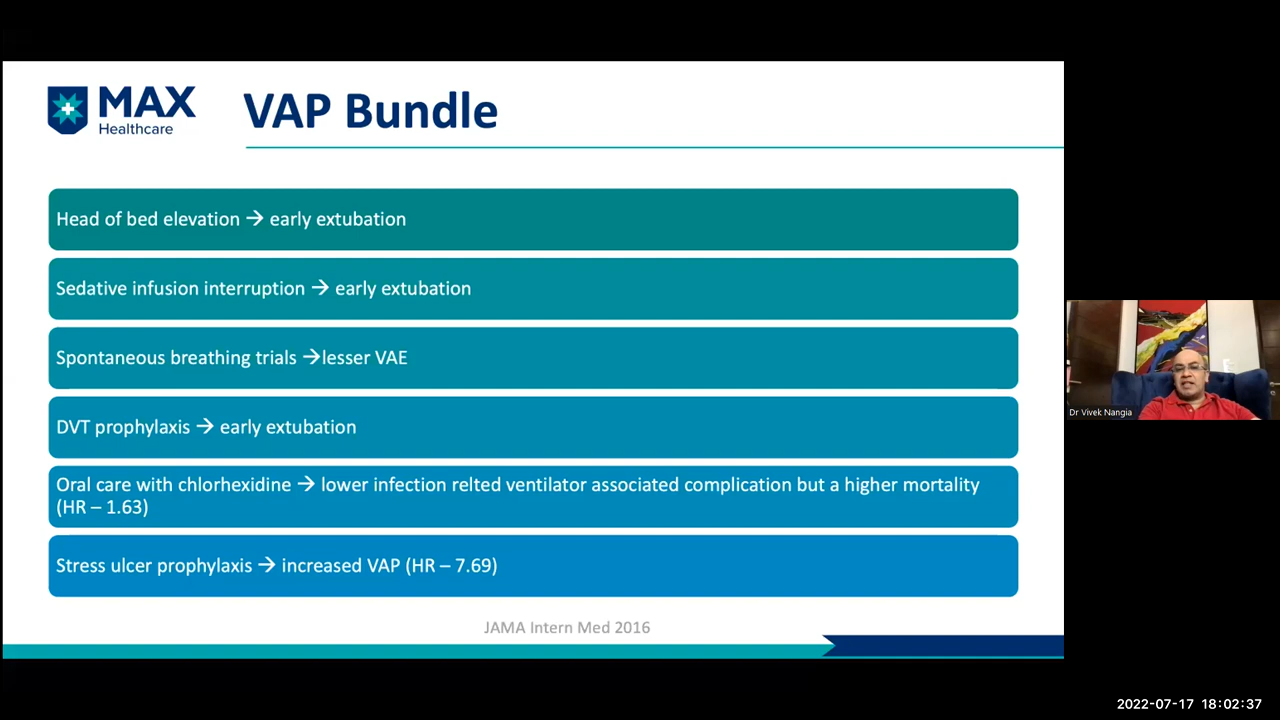 MAX
Healthcare
VAP Bundle
Head of bed elevation → early extubation
Sedative infusion interruption → early extubation
Spontaneous breathing trials →lesser VAE
DVT prophylaxis → early extubation
Oral care with chlorhexidine → lower infection relted ventilator associated complication but a higher mortality
(HR – 1.63)
Stress ulcer prophylaxis → increased VAP (HR – 7.69)
JAMA Intern Med 2016
Dr Vivek Nangia
2022-07-17 18:02:37